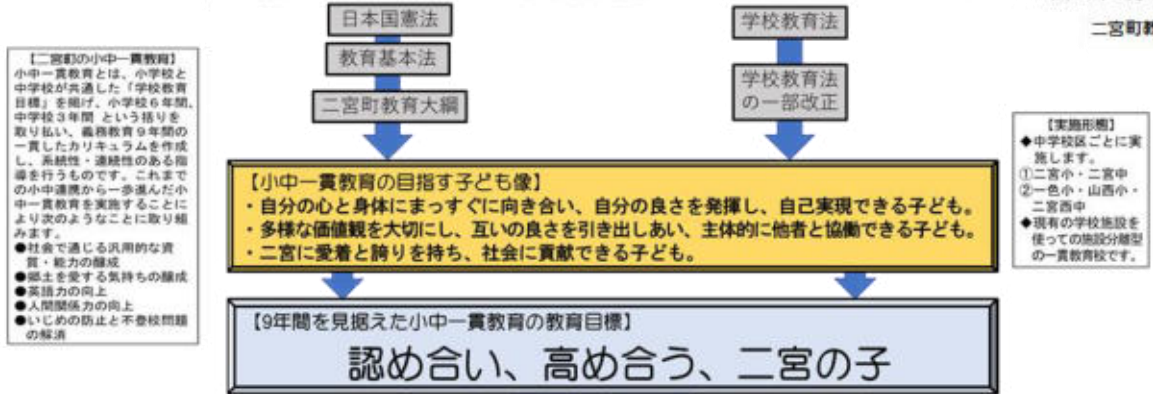 日本国憲法
教育基本法
二宮町教育大綱
学校教育法
学校教育法
の一部改正
二宮町教
【二宮町の小中一貫教育】
小中一貫教育とは、小学校と
中学校が共通した「学校教育
目標」を掲げ、小学校6年間、
中学校3年間 という括りを
取り払い、義務教育9年間の
一貫したカリキュラムを作成
し、系統性・連続性のある指
導を行うものです。これまで
の小中連携から一歩進んだ小
中一貫教育を実施することに
より次のようなことに取り組
みます。
●社会で通じる汎用的な資
質・能力の醸成
●郷土を愛する気持ちの醸成
●英語力の向上
●人間関係力の向上
●いじめの防止と不登校問題
の解消
【小中一貫教育の目指す子ども像】
・自分の心と身体にまっすぐに向き合い、自分の良さを発揮し、自己実現できる子ども。
・多様な価値観を大切にし、互いの良さを引き出しあい、主体的に他者と協働できる子ども。
・二宮に愛着と誇りを持ち、社会に貢献できる子ども。
【実施形態】
◆中学校区ごとに実
施します。
①二宮小・二宮中
②一色小・山西小・
二宮西中
◆現有の学校施設を
使っての施設分離型
の一貫教育校です。
【9年間を見据えた小中一貫教育の教育目標】
認め合い、高め合う、二宮の子